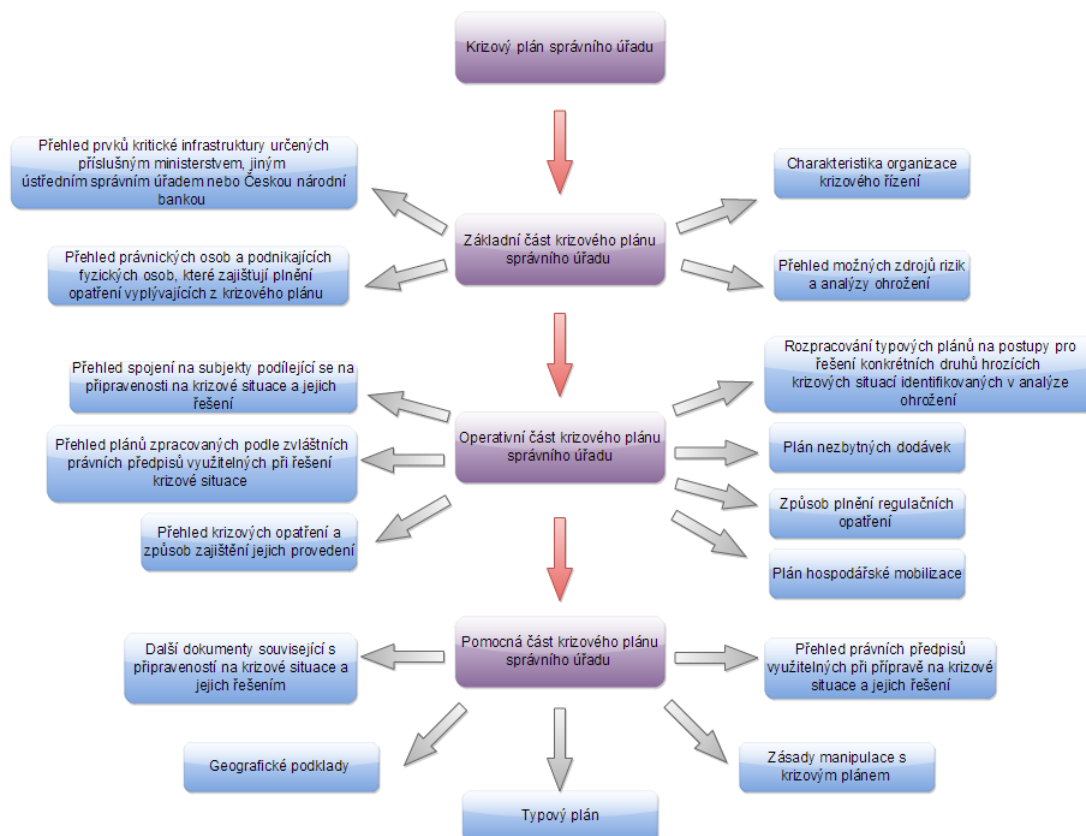 Krizový plán správního úřadu
Přehled prvků kritické infrastruktury určených
příslušným ministerstvem, jiným
ústředním správním úřadem nebo Českou národní
bankou
Charakteristika organizace
krizového řízení
Základní část krizového plánu
správního úřadu
Přehled právnických osob a podnikajících
fyzických osob, které zajišťují plnění
opatření vyplývajících z krizového plánu
Přehled možných zdrojů rizik
a analýzy ohrožení
Přehled spojení na subjekty podílející se na
připravenosti na krizové situace a jejich
řešení
Rozpracování typových plánů na postupy pro
řešení konkrétních druhů hrozících
krizových situací identifikovaných v analýze
ohrožení
Operativní část krizového plánu
správního úřadu
Přehled plánů zpracovaných podle zvláštních
právních předpisů využitelných při řešení
krizové situace
Plán nezbytných dodávek
Způsob plnění regulačních
opatření
Přehled krizových opatření a
způsob zajištění jejich provedení
Plán hospodářské mobilizace
Pomocná část krizového plánu
správního úřadu
Další dokumenty související s
připraveností na krizové situace a
jejich řešením
Přehled právních předpisů
využitelných při přípravě na krizové
situace a jejich řešení
Geografické podklady
Zásady manipulace s
krizovým plánem
Typový plán